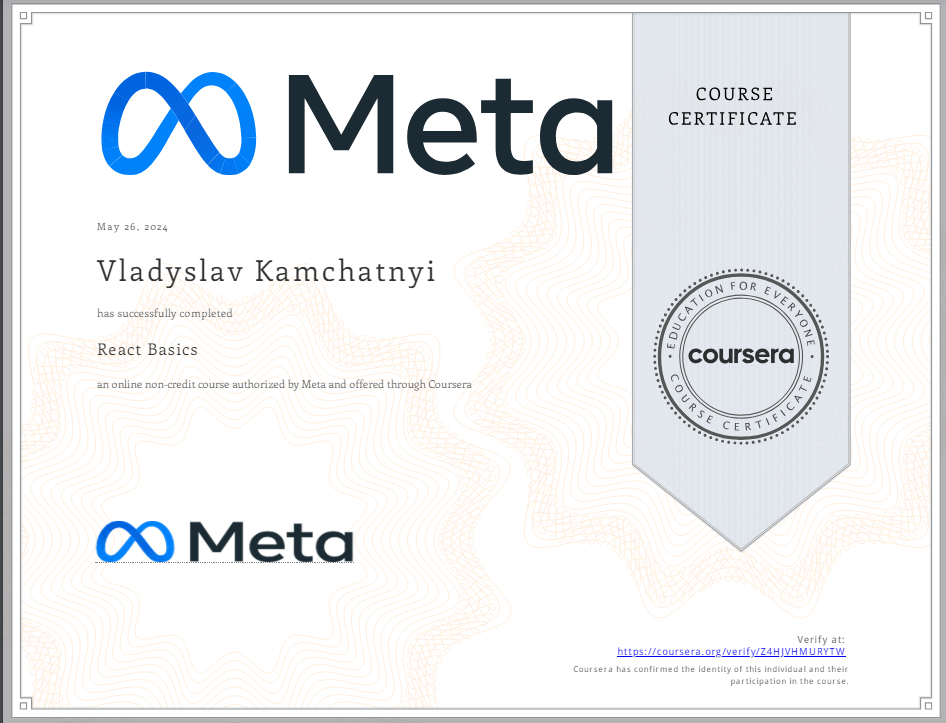 Meta
COURSE
CERTIFICATE
May 26, 2024
Vladyslav Kamchatnyi
has successfully completed
React Basics
an online non-credit course authorized by Meta and offered through Coursera
EDUCATION FOR EVERYONE
coursera
COURSE CERTIFICATE
Meta
Verify at:
https://coursera.org/verify/Z4HJVHMURYTW
Coursera has confirmed the identity of this individual and their
participation in the course.